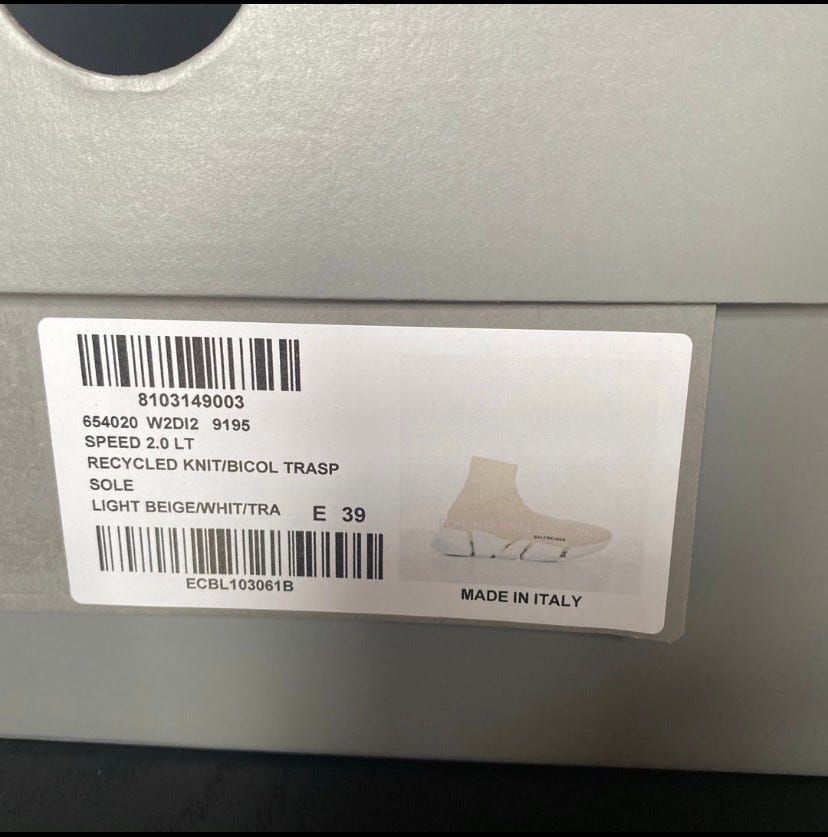 8103149003
654020 W2DI2 9195
SPEED 2.0 LT
RECYCLED KNIT/BICOL TRASP
SOLE
LIGHT BEIGE/WHIT/TRA E 39
ECBL103061B
BALENCIAGA
MADE IN ITALY